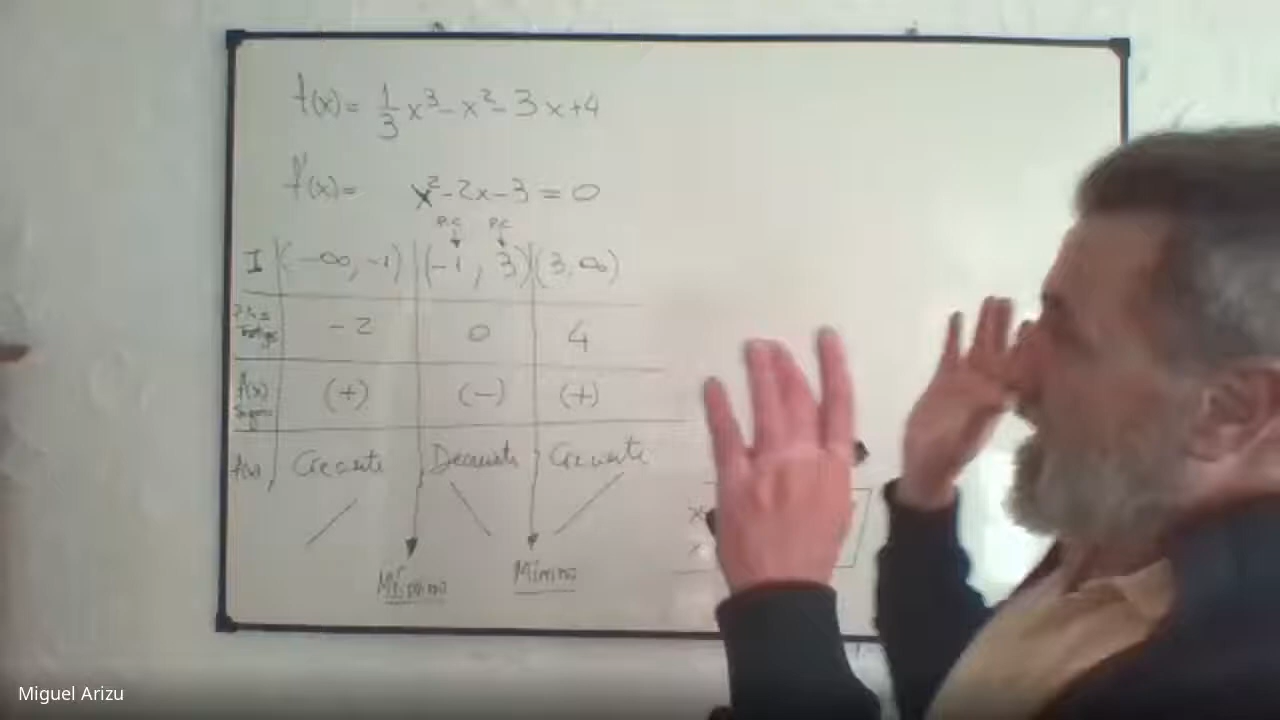 f(x)= 1/3 x³- x²- 3x+4
f'(x)= x²-2x-3=0
P.C P.C
I (-∞,-1) (-1, 3) (3,∞)
-2 0 4
f'(x) (+) (-) (+)
f(x) Creciente Decreciente Creciente
Máximo Mínimo
x
Miguel Arizu